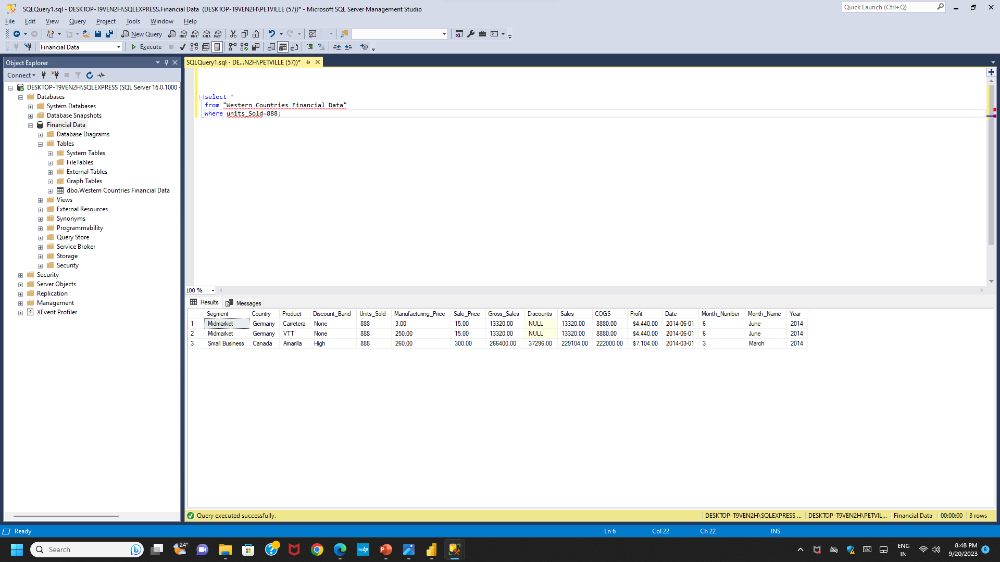 SQLQuery1.sql - DESKTOP-T9VEN2H\SQLEXPRESS.Financial Data (DESKTOP-T9VEN2H\PETVILLE (57))* - Microsoft SQL Server Management Studio
Quick Launch (Ctrl+Q)
File Edit View Query Project Tools Window Help
New Query
MDX DMX XMLA DAX
Financial Data
Execute
Object Explorer
Connect
DESKTOP-T9VEN2H\SQLEXPRESS (SQL Server 16.0.1000 -
Databases
System Databases
Database Snapshots
Financial Data
Database Diagrams
Tables
System Tables
FileTables
External Tables
Graph Tables
dbo.Western Countries Financial Data
Views
External Resources
Synonyms
Programmability
Query Store
Service Broker
Storage
Security
Security
Server Objects
Replication
Management
XEvent Profiler
SQLQuery1.sql - DE...N2H\PETVILLE (57))*
select *
from "Western Countries Financial Data"
where units_Sold=888;
100 %
Results Messages
Segment Country Product Discount_Band Units_Sold Manufacturing_Price Sale_Price Gross_Sales Discounts Sales COGS Profit Date Month_Number Month_Name Year
1 Midmarket Germany Carretera None 888 3.00 15.00 13320.00 NULL 13320.00 8880.00 $4,440.00 2014-06-01 6 June 2014
2 Midmarket Germany VTT None 888 250.00 15.00 13320.00 NULL 13320.00 8880.00 $4,440.00 2014-06-01 6 June 2014
3 Small Business Canada Amarilla High 888 260.00 300.00 266400.00 37296.00 229104.00 222000.00 $7,104.00 2014-03-01 3 March 2014
Query executed successfully.
DESKTOP-T9VEN2H\SQLEXPRESS ... DESKTOP-T9VEN2H\PETVIL... Financial Data 00:00:00 3 rows
Ready
Ln 6 Col 22 Ch 22 INS
Search
24°
myhp
ENG
IN
8:48 PM
9/20/2023
8